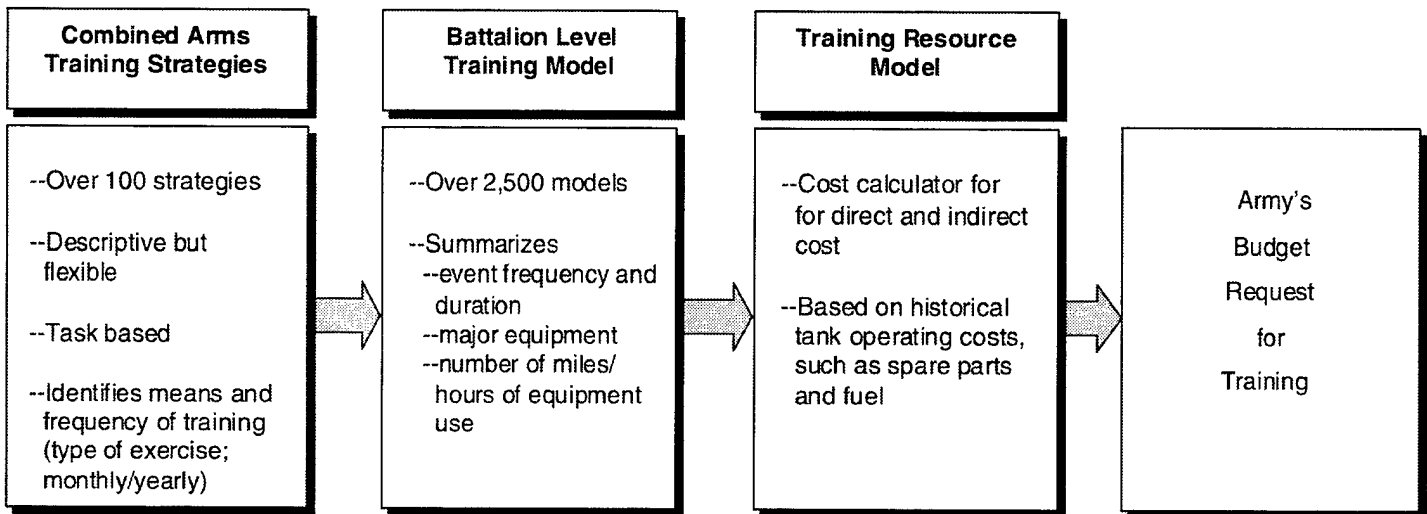 Combined Arms
Training Strategies
--Over 100 strategies
--Descriptive but
flexible
--Task based
--Identifies means and
frequency of training
(type of exercise;
monthly/yearly)
Battalion Level
Training Model
--Over 2,500 models
--Summarizes
--event frequency and
duration
--major equipment
--number of miles/
hours of equipment
use
Training Resource
Model
--Cost calculator for
for direct and indirect
cost
--Based on historical
tank operating costs,
such as spare parts
and fuel
Army's
Budget
Request
for
Training